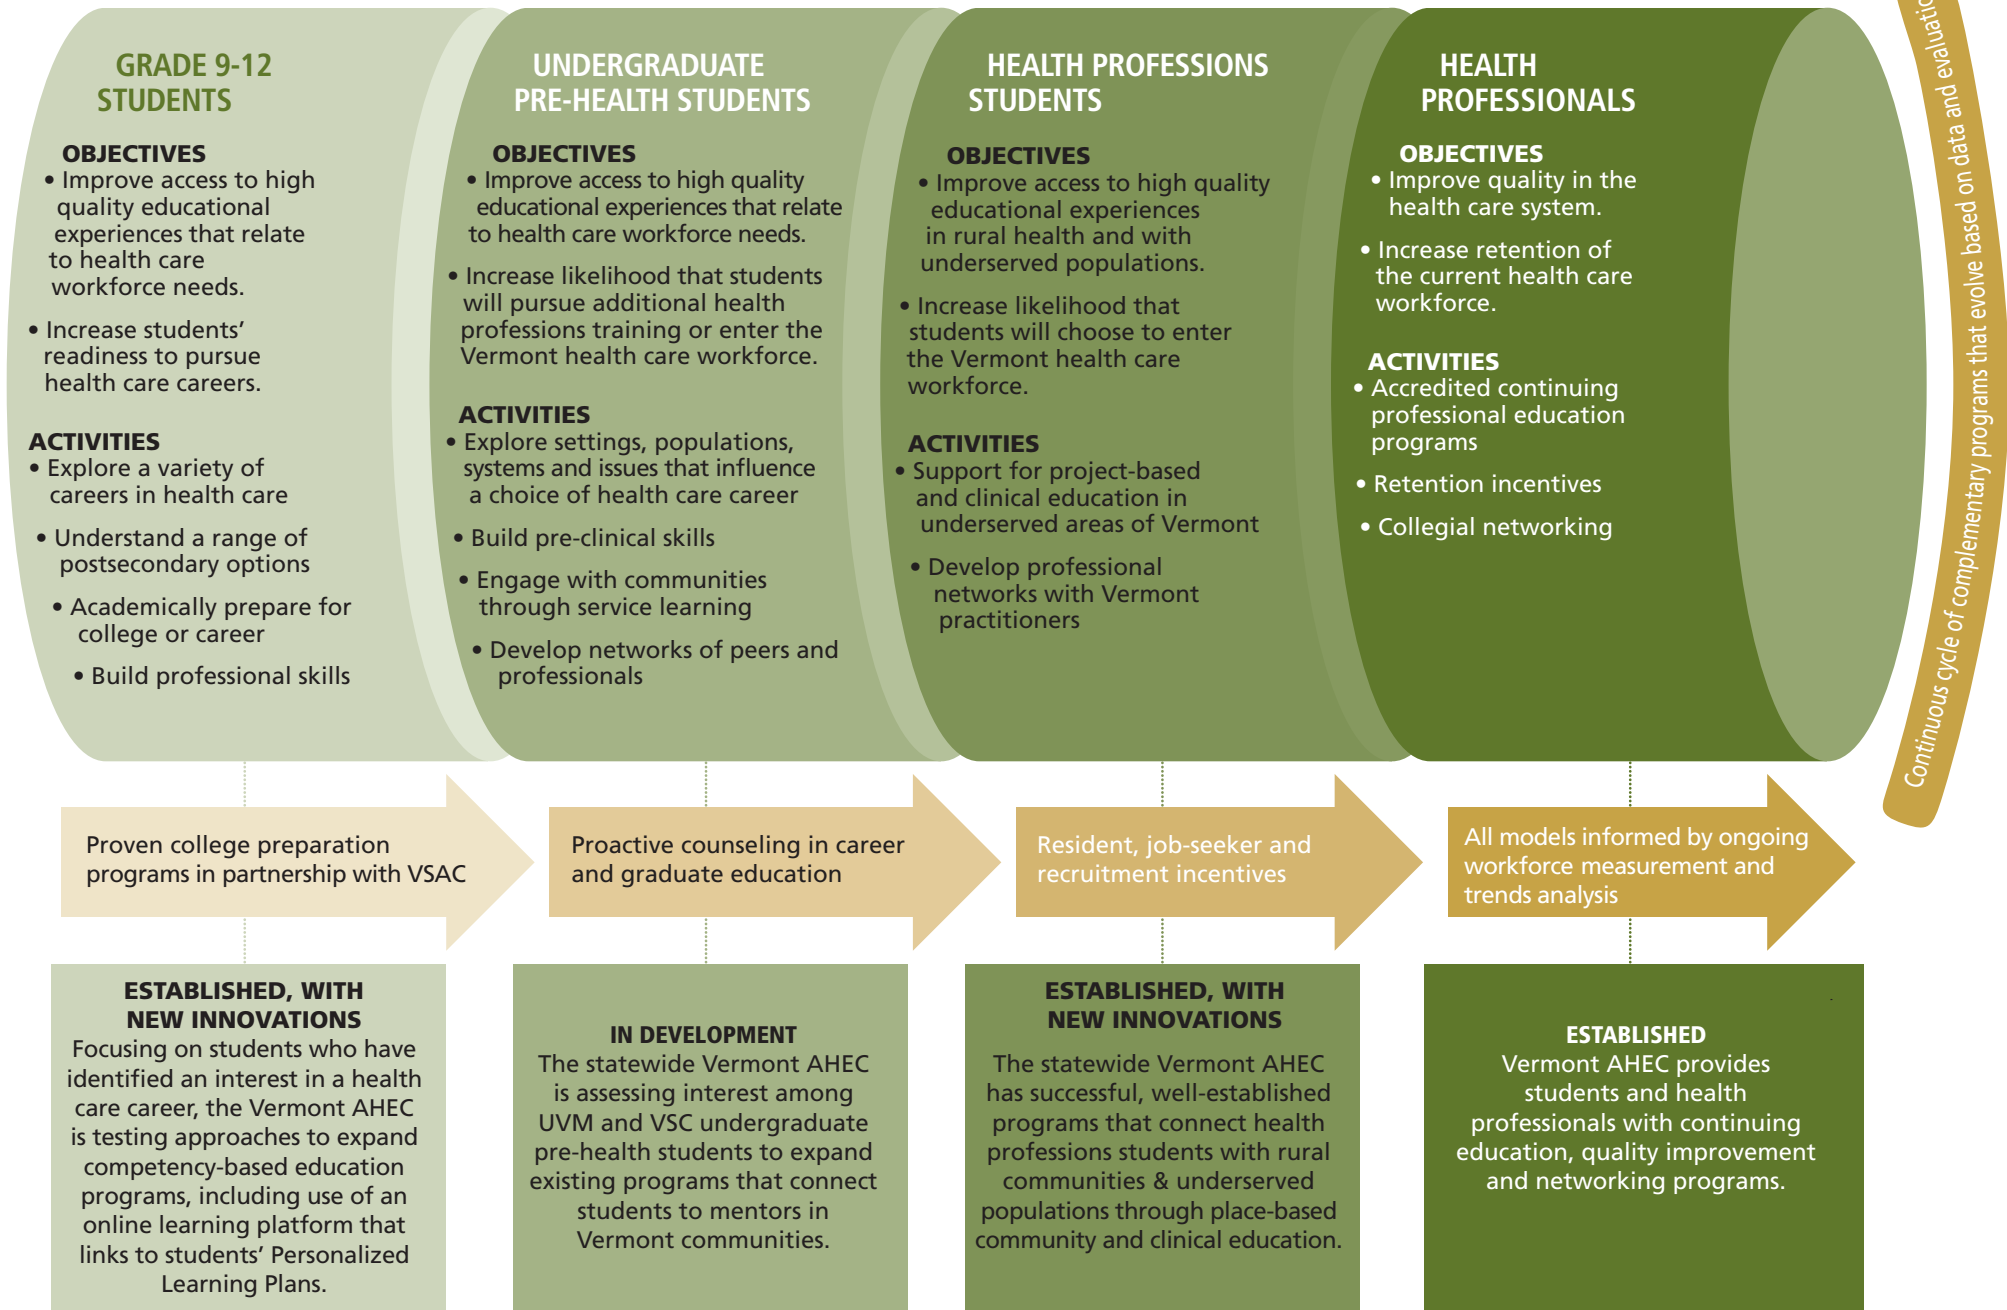 GRADE 9-12
STUDENTS
OBJECTIVES
• Improve access to high
quality educational
experiences that relate
to health care
workforce needs.
• Increase students’
readiness to pursue
health care careers.
ACTIVITIES
• Explore a variety of
careers in health care
• Understand a range of
postsecondary options
• Academically prepare for
college or career
• Build professional skills
UNDERGRADUATE
PRE-HEALTH STUDENTS
OBJECTIVES
• Improve access to high quality
educational experiences that relate
to health care workforce needs.
• Increase likelihood that students
will pursue additional health
professions training or enter the
Vermont health care workforce.
ACTIVITIES
• Explore settings, populations,
systems and issues that influence
a choice of health care career
• Build pre-clinical skills
• Engage with communities
through service learning
• Develop networks of peers and
professionals
HEALTH PROFESSIONS
STUDENTS
OBJECTIVES
• Improve access to high quality
educational experiences
in rural health and with
underserved populations.
• Increase likelihood that
students will choose to enter
the Vermont health care
workforce.
ACTIVITIES
• Support for project-based
and clinical education in
underserved areas of Vermont
• Develop professional
networks with Vermont
practitioners
HEALTH
PROFESSIONALS
OBJECTIVES
• Improve quality in the
health care system.
• Increase retention of
the current health care
workforce.
ACTIVITIES
• Accredited continuing
professional education
programs
• Retention incentives
• Collegial networking
Continuous cycle of complementary programs that evolve based on data and
Proven college preparation
programs in partnership with VSAC
Proactive counseling in career
and graduate education
Resident, job-seeker and
recruitment incentives
All models informed by ongoing
workforce measurement and
trends analysis
ESTABLISHED, WITH
NEW INNOVATIONS
Focusing on students who have
identified an interest in a health
care career, the Vermont AHEC
is testing approaches to expand
competency-based education
programs, including use of an
online learning platform that
links to students’ Personalized
Learning Plans.
IN DEVELOPMENT
The statewide Vermont AHEC
is assessing interest among
UVM and VSC undergraduate
pre-health students to expand
existing programs that connect
students to mentors in
Vermont communities.
ESTABLISHED, WITH
NEW INNOVATIONS
The statewide Vermont AHEC
has successful, well-established
programs that connect health
professions students with rural
communities & underserved
populations through place-based
community and clinical education.
ESTABLISHED
Vermont AHEC provides
students and health
professionals with continuing
education, quality improvement
and networking programs.